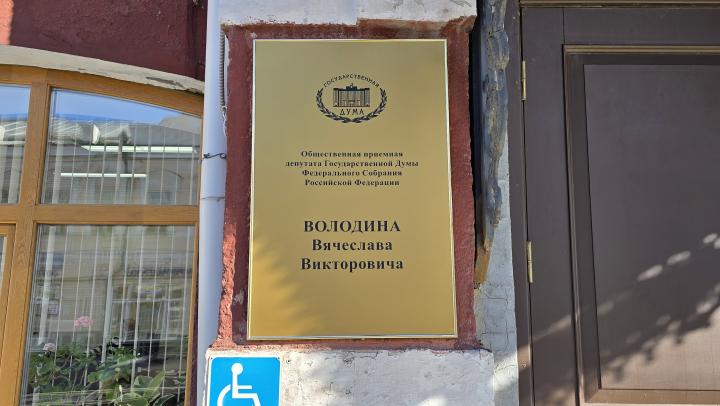 ГОСУДАРСТВЕННАЯ
ДУМА
Общественная приемная
депутата Государственной Думы
Федерального Собрания
Российской Федерации
ВОЛОДИНА
Вячеслава
Викторовича